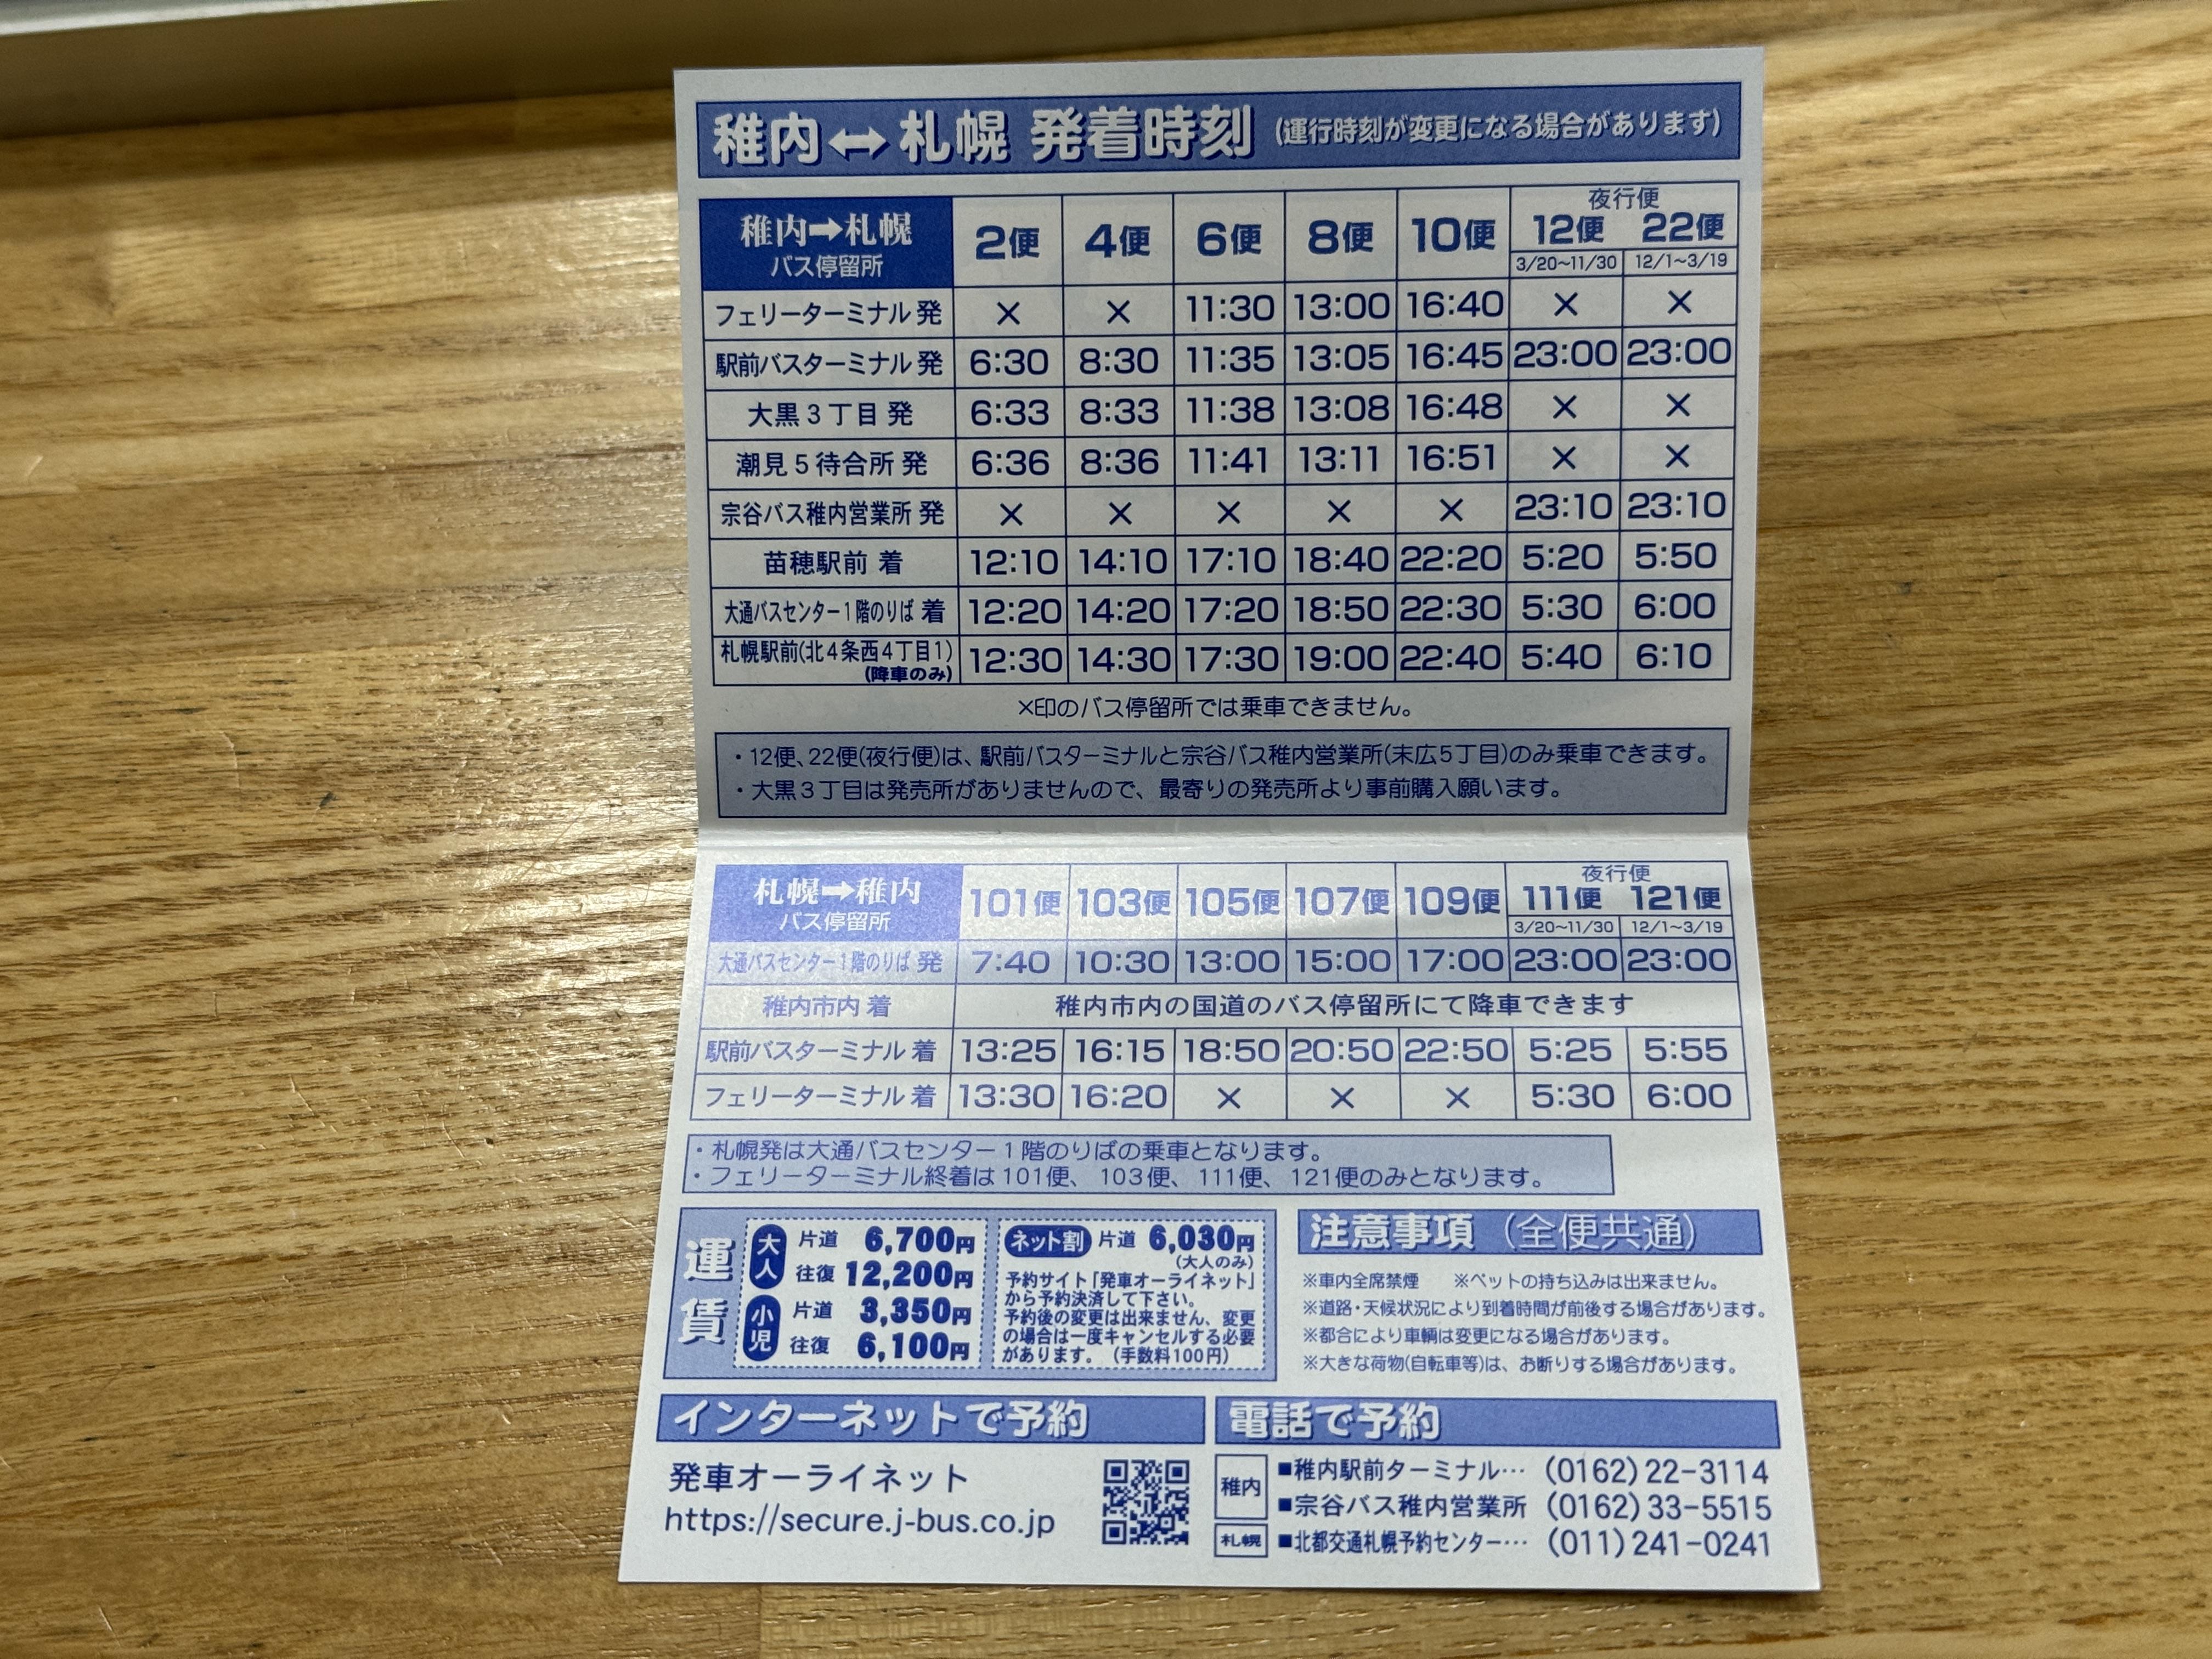 稚内↔札幌 発着時刻 (運行時刻が変更になる場合があります)
稚内➡札幌 バス停留所 2便 4便 6便 8便 10便 夜行便 12便 3/20~11/30 22便 12/1~3/19
フェリーターミナル 発 × × 11:30 13:00 16:40 × ×
駅前バスターミナル 発 6:30 8:30 11:35 13:05 16:45 23:00 23:00
大黒3丁目 発 6:33 8:33 11:38 13:08 16:48 × ×
潮見5待合所 発 6:36 8:36 11:41 13:11 16:51 × ×
宗谷バス稚内営業所 発 × × × × × 23:10 23:10
苗穂駅前 着 12:10 14:10 17:10 18:40 22:20 5:20 5:50
大通バスセンター1階のりば 着 12:20 14:20 17:20 18:50 22:30 5:30 6:00
札幌駅前(北4条西4丁目1) (降車のみ) 12:30 14:30 17:30 19:00 22:40 5:40 6:10
×印のバス停留所では乗車できません。
・12便、22便(夜行便)は、駅前バスターミナルと宗谷バス稚内営業所(末広5丁目)のみ乗車できます。
・大黒3丁目は発売所がありませんので、最寄りの発売所より事前購入願います。
札幌➡稚内 バス停留所 101便 103便 105便 107便 109便 夜行便 111便 3/20~11/30 121便 12/1~3/19
大通バスセンター1階のりば 発 7:40 10:30 13:00 15:00 17:00 23:00 23:00
稚内市内 着 稚内市内の国道のバス停留所にて降車できます
駅前バスターミナル 着 13:25 16:15 18:50 20:50 22:50 5:25 5:55
フェリーターミナル 着 13:30 16:20 × × × 5:30 6:00
・札幌発は大通バスセンター1階のりばの乗車となります。
・フェリーターミナル終着は101便、103便、111便、121便のみとなります。
運賃
大人 片道 6,700円
往復 12,200円
小児 片道 3,350円
往復 6,100円
ネット割 片道 6,030円
(大人のみ)
予約サイト「発車オーライネット」
から予約決済して下さい。
予約後の変更は出来ません、変更
の場合は一度キャンセルする必要
があります。(手数料100円)
注意事項(全便共通)
※車内全席禁煙 ※ペットの持ち込みは出来ません。
※道路・天候状況により到着時間が前後する場合があります。
※都合により車輌は変更になる場合があります。
※大きな荷物(自転車等)は、お断りする場合があります。
インターネットで予約
発車オーライネット
https://secure.j-bus.co.jp
電話で予約
稚内 ■稚内駅前ターミナル… (0162)22-3114
■宗谷バス稚内営業所 (0162)33-5515
札幌 ■北都交通札幌予約センター… (011)241-0241